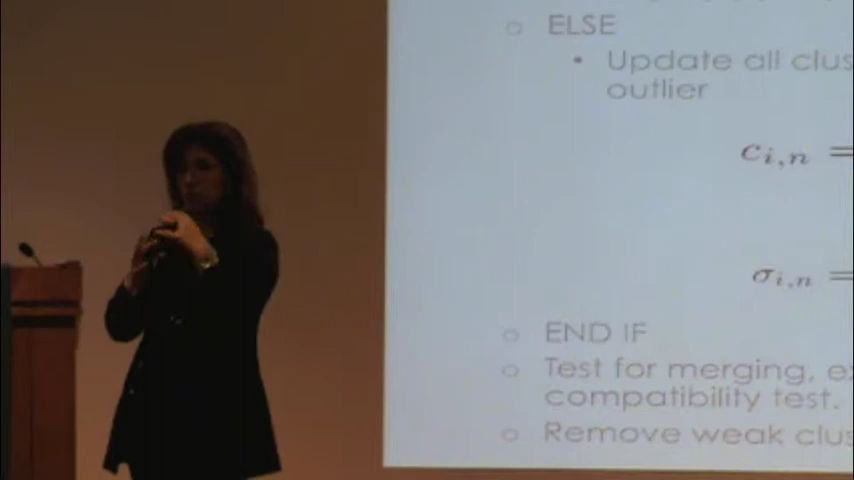 ELSE
Update all clus
outlier
c_{i,n} =
σ_{i,n} =
END IF
Test for merging, ex
compatibility test.
Remove weak clus